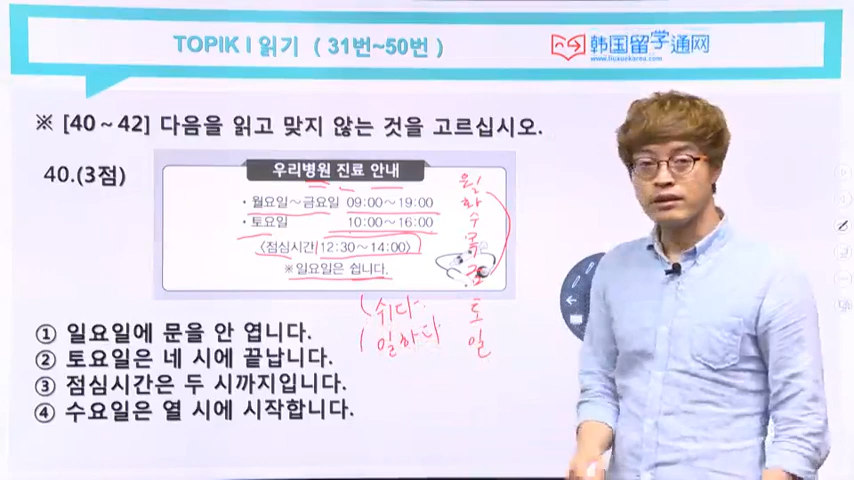 TOPIK I 읽기 ( 31번~50번 )
韩国留学通网
www.liuxuekorea.com
※ [40～42] 다음을 읽고 맞지 않는 것을 고르십시오.
40.(3점)
우리병원 진료 안내
・월요일～금요일 09:00～19:00
・토요일 10:00～16:00
〈점심시간 12:30～14:00〉
※일요일은 쉽니다.
월
화
수
목
금
토
일
(쉬다.
(일하다
① 일요일에 문을 안 엽니다.
② 토요일은 네 시에 끝납니다.
③ 점심시간은 두 시까지입니다.
④ 수요일은 열 시에 시작합니다.